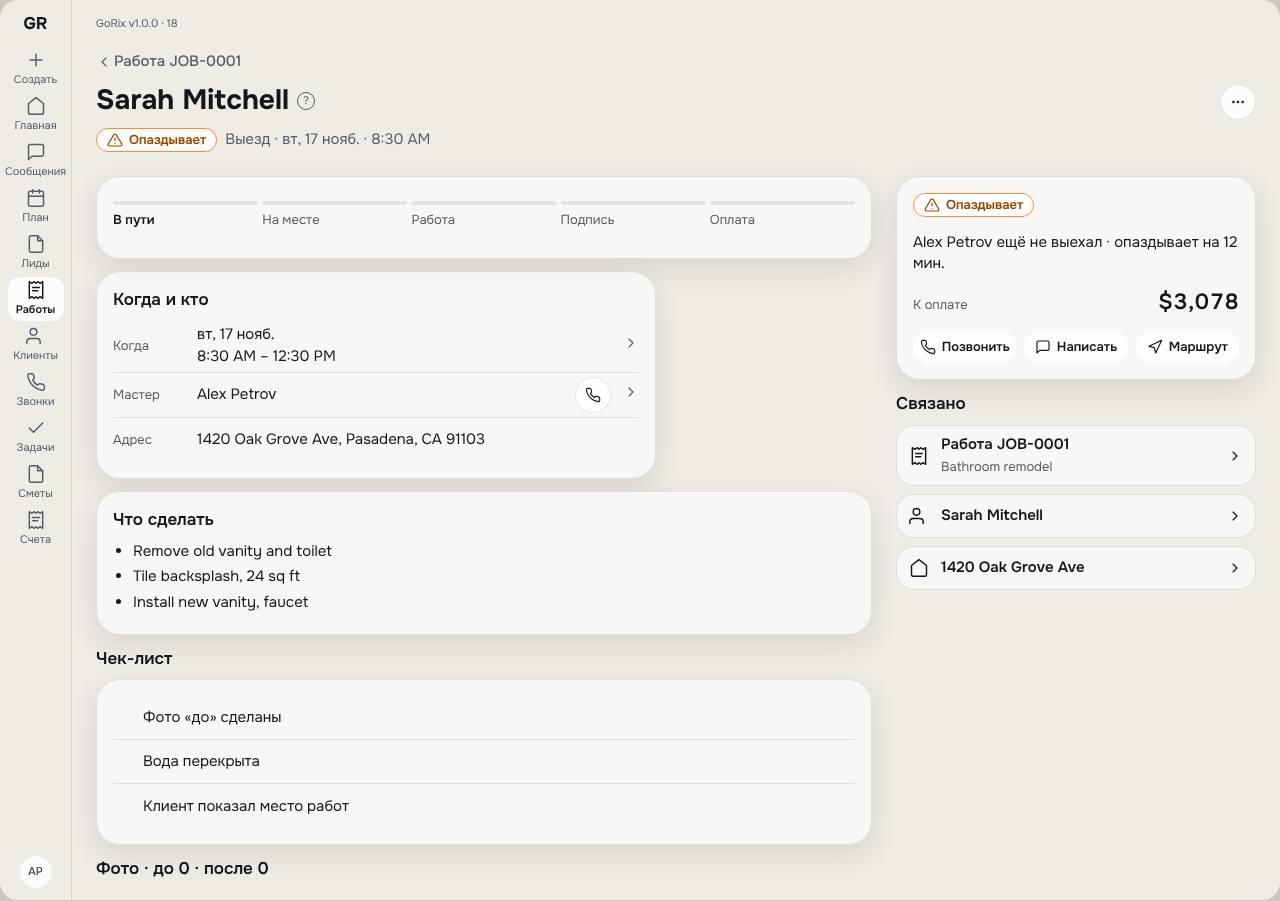 GR
GoRix v1.0.0 · 18
Создать
Главная
Сообщения
План
Лиды
Работы
Клиенты
Звонки
Задачи
Сметы
Счета
AP
Работа JOB-0001
Sarah Mitchell ?
Опаздывает Выезд · вт, 17 нояб. · 8:30 AM
В пути На месте Работа Подпись Оплата
Когда и кто
Когда вт, 17 нояб.
8:30 AM – 12:30 PM
Мастер Alex Petrov
Адрес 1420 Oak Grove Ave, Pasadena, CA 91103
Что сделать
• Remove old vanity and toilet
• Tile backsplash, 24 sq ft
• Install new vanity, faucet
Чек-лист
Фото «до» сделаны
Вода перекрыта
Клиент показал место работ
Фото · до 0 · после 0
Опаздывает
Alex Petrov ещё не выехал · опаздывает на 12
мин.
К оплате $3,078
Позвонить Написать Маршрут
Связано
Работа JOB-0001
Bathroom remodel
Sarah Mitchell
1420 Oak Grove Ave